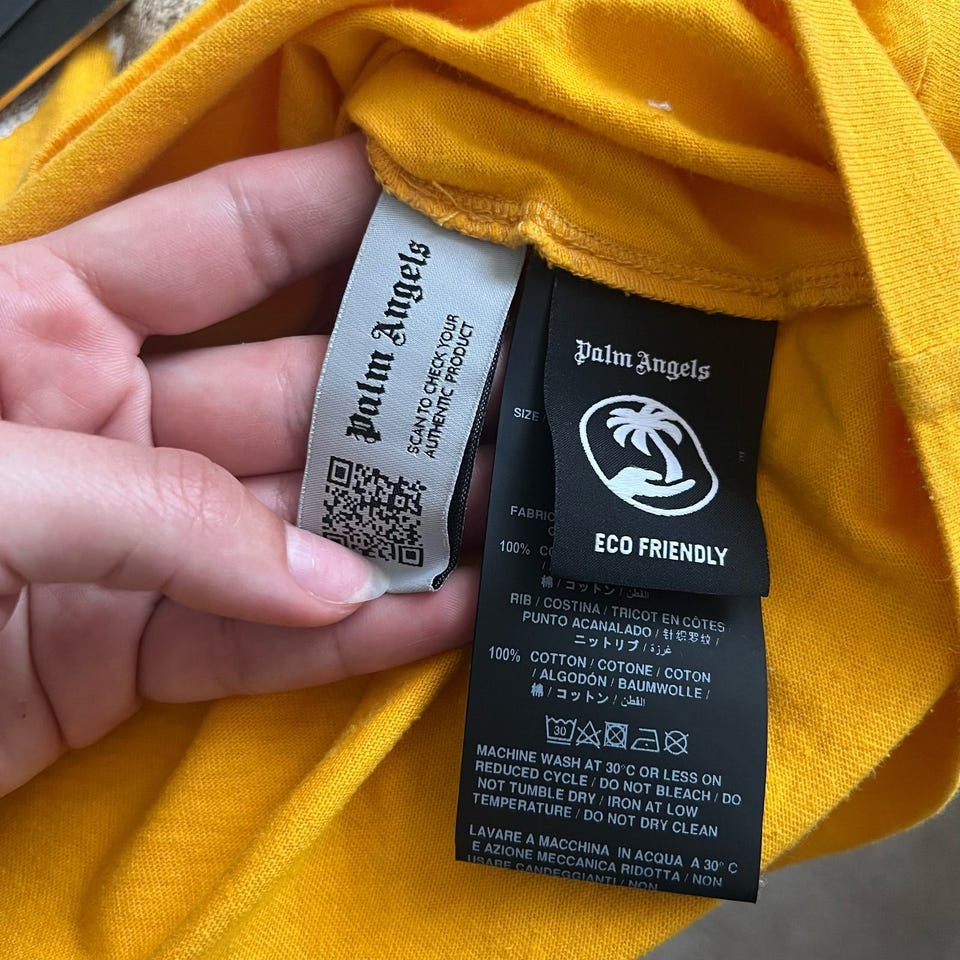 Palm Angels
SCAN TO CHECK YOUR
AUTHENTIC PRODUCT
Palm Angels
ECO FRIENDLY
SIZE /
FABRIC
100% CO
棉 / コットン / القطن
RIB / COSTINA / TRICOT EN CÔTES
PUNTO ACANALADO / 针织罗纹 /
ニットリブ / غرزة /
100% COTTON / COTONE / COTON
/ ALGODÓN / BAUMWOLLE /
棉 / コットン / القطن
30
MACHINE WASH AT 30°C OR LESS ON
REDUCED CYCLE / DO NOT BLEACH / DO
NOT TUMBLE DRY / IRON AT LOW
TEMPERATURE / DO NOT DRY CLEAN
LAVARE A MACCHINA IN ACQUA A 30° C
E AZIONE MECCANICA RIDOTTA / NON
USARE CANDEGGIANTI / NON